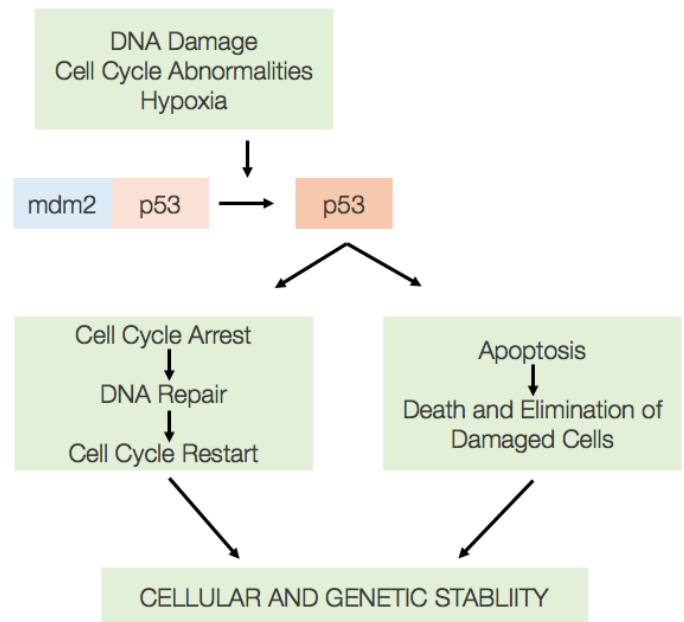 DNA Damage
Cell Cycle Abnormalities
Hypoxia
mdm2 p53
p53
Cell Cycle Arrest
DNA Repair
Cell Cycle Restart
Apoptosis
Death and Elimination of
Damaged Cells
CELLULAR AND GENETIC STABLIITY